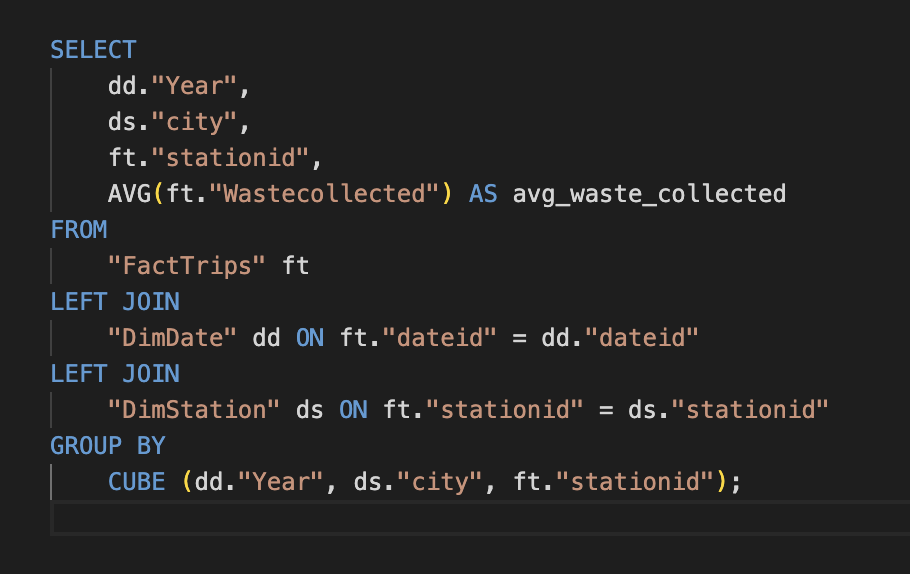 SELECT
dd."Year",
ds."city",
ft."stationid",
AVG(ft."Wastecollected") AS avg_waste_collected
FROM
"FactTrips" ft
LEFT JOIN
"DimDate" dd ON ft."dateid" = dd."dateid"
LEFT JOIN
"DimStation" ds ON ft."stationid" = ds."stationid"
GROUP BY
CUBE (dd."Year", ds."city", ft."stationid");